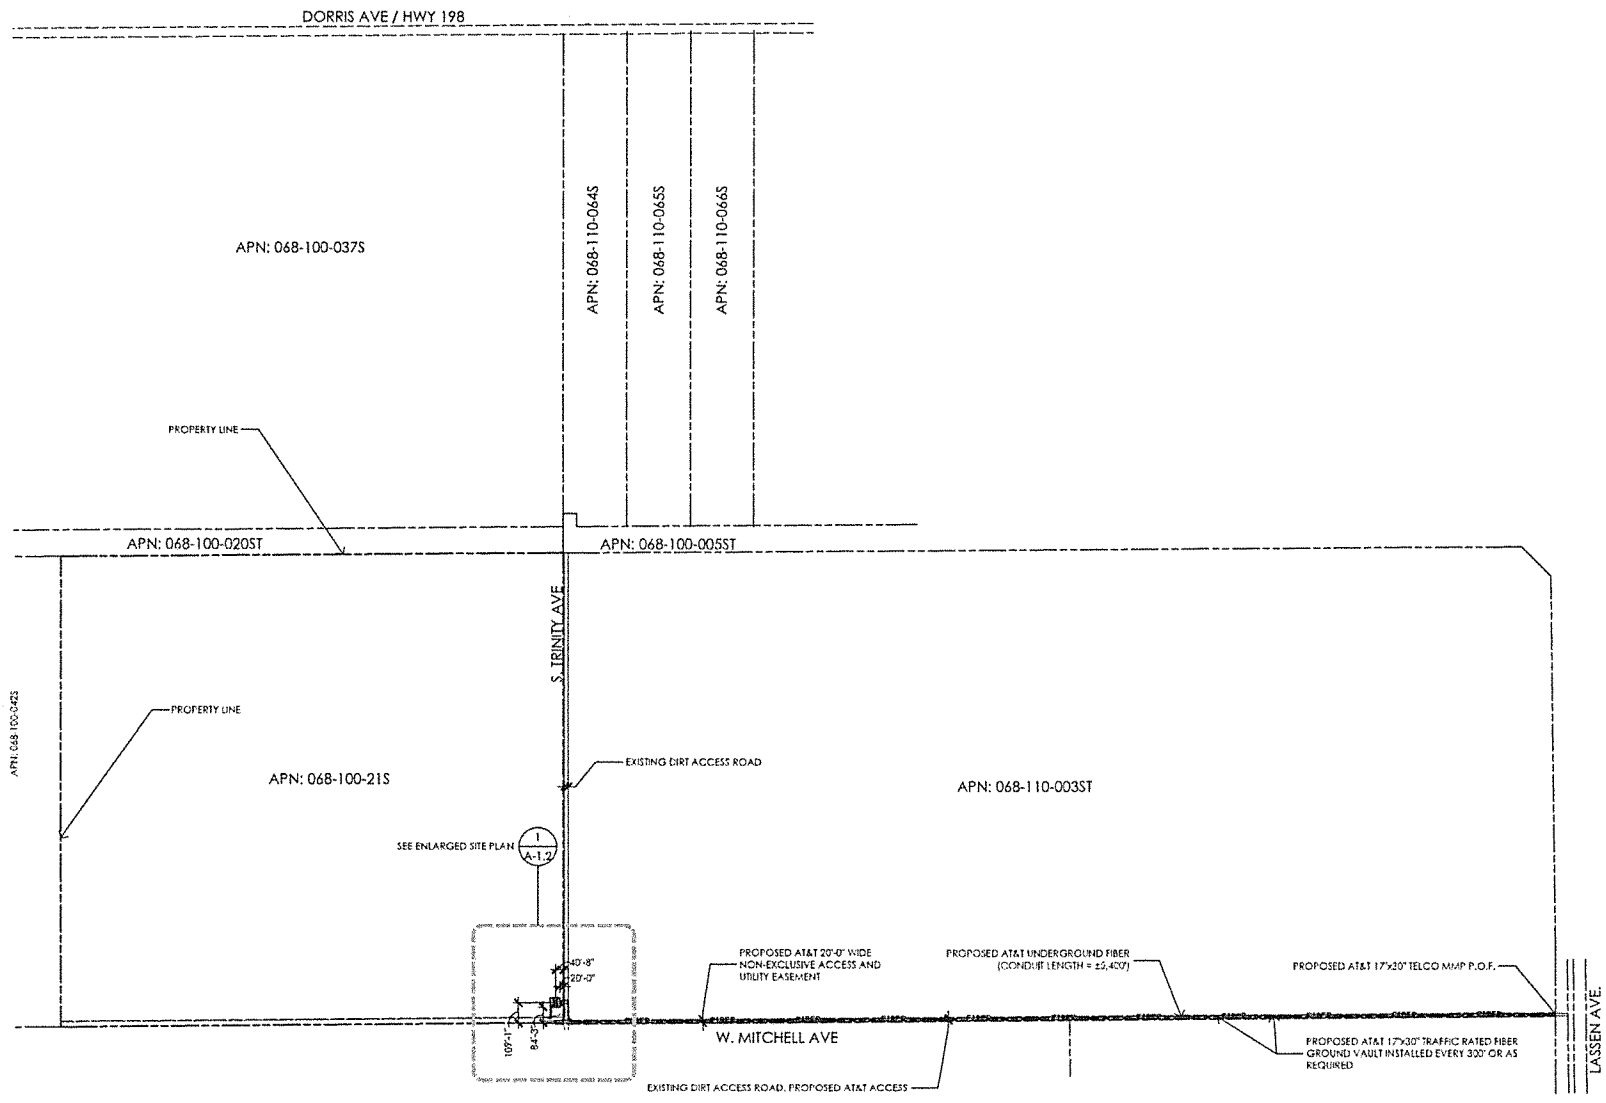 DORRIS AVE / HWY 198
APN: 068-100-037S
APN: 068-110-064S
APN: 068-110-065S
APN: 068-110-066S
PROPERTY LINE
APN: 068-100-020ST
APN: 068-100-005ST
S. TRINITY AVE
APN: 068-100-042S
PROPERTY LINE
EXISTING DIRT ACCESS ROAD
APN: 068-100-21S
APN: 068-110-003ST
SEE ENLARGED SITE PLAN
1
A-1.2
40'-8"
20'-0"
109'-1"
84'-3"
PROPOSED AT&T 20'-0" WIDE
NON-EXCLUSIVE ACCESS AND
UTILITY EASEMENT
PROPOSED AT&T UNDERGROUND FIBER
(CONDUIT LENGTH =
PROPOSED AT&T 17"x30" TELCO MMP P.O.F.
W. MITCHELL AVE
PROPOSED AT&T 17"x30" TRAFFIC RATED FIBER
GROUND VAULT INSTALLED EVERY 300' OR AS
REQUIRED
LASSEN AVE.
EXISTING DIRT ACCESS ROAD, PROPOSED AT&T ACCESS